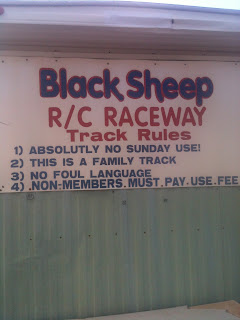 Black Sheep
R/C RACEWAY
Track Rules
1) ABSOLUTLY NO SUNDAY USE!
2) THIS IS A FAMILY TRACK
3) NO FOUL LANGUAGE
4) NON-MEMBERS MUST PAY USE FEE